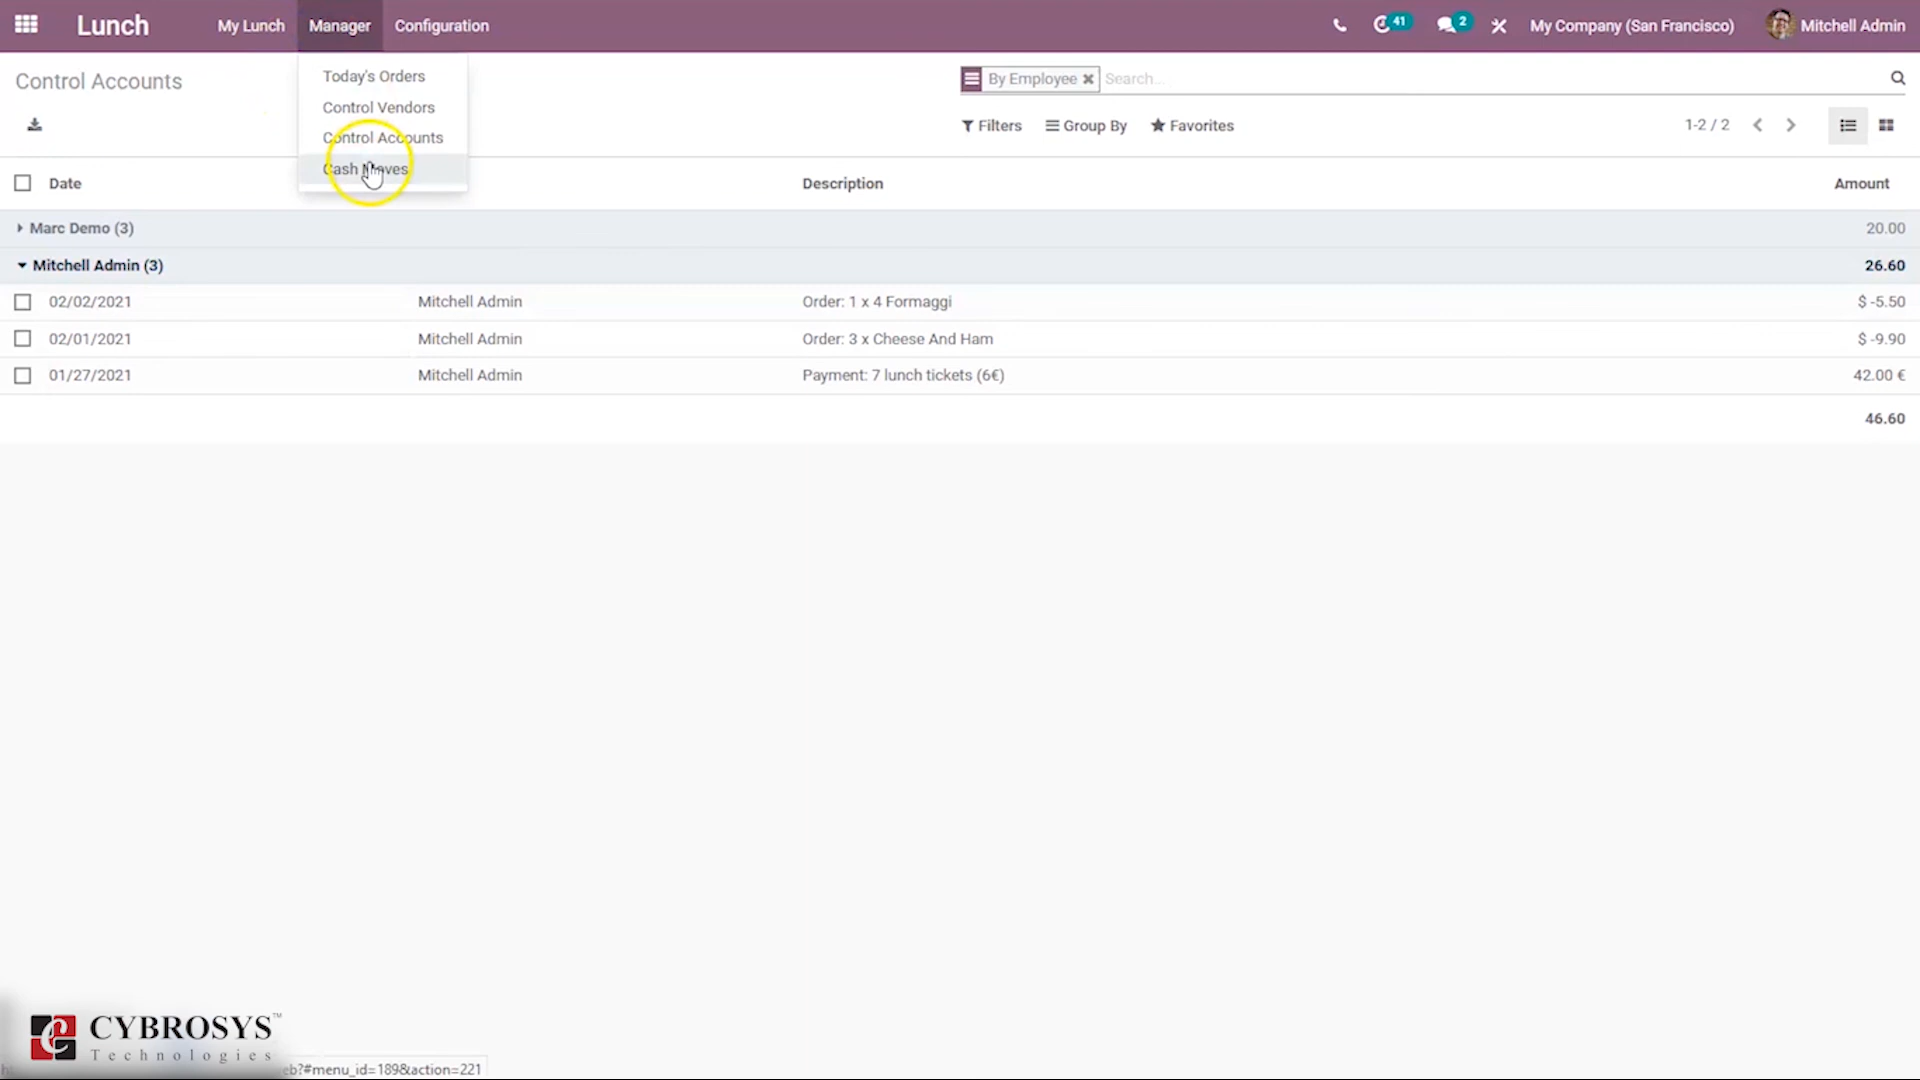 Lunch My Lunch Manager Configuration 41 2 My Company (San Francisco) Mitchell Admin
Control Accounts
Today's Orders
Control Vendors
Control Accounts
Cash Moves
By Employee Search...
Filters Group By Favorites 1-2 / 2
Date Description Amount
Marc Demo (3) 20.00
Mitchell Admin (3) 26.60
02/02/2021 Mitchell Admin Order: 1 x 4 Formaggi $ -5.50
02/01/2021 Mitchell Admin Order: 3 x Cheese And Ham $ -9.90
01/27/2021 Mitchell Admin Payment: 7 lunch tickets (6€) 42.00 €
46.60
CYBROSYS™
Technologies
eb?#menu_id=189&action=221